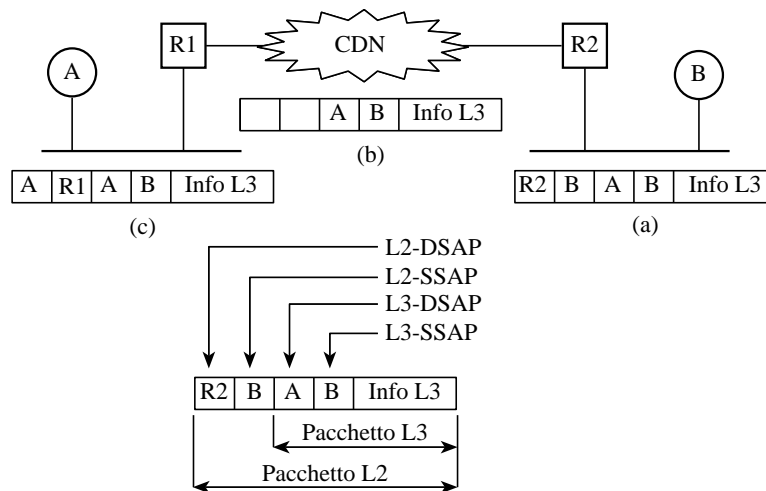 R1 CDN R2
A B
A B Info L3
(b)
A R1 A B Info L3
R2 B A B Info L3
(c) (a)
L2-DSAP
L2-SSAP
L3-DSAP
L3-SSAP
R2 B A B Info L3
Pacchetto L3
Pacchetto L2